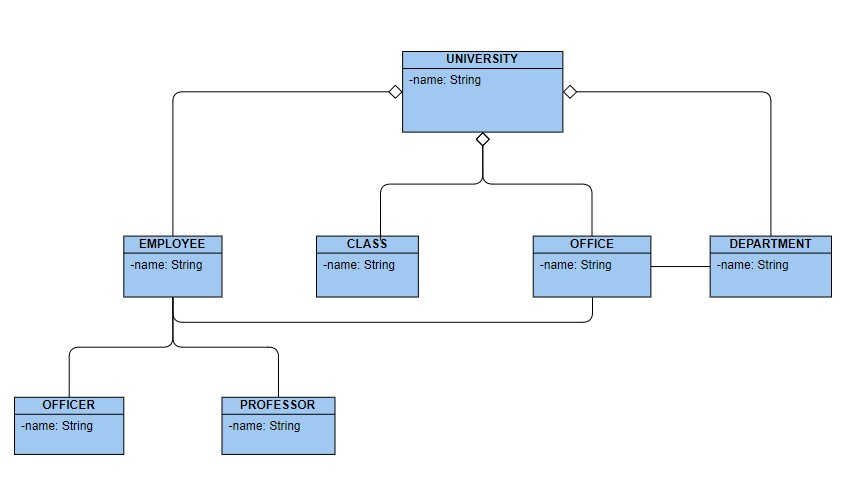 UNIVERSITY
-name: String
EMPLOYEE
-name: String
CLASS
-name: String
OFFICE
-name: String
DEPARTMENT
-name: String
OFFICER
-name: String
PROFESSOR
-name: String